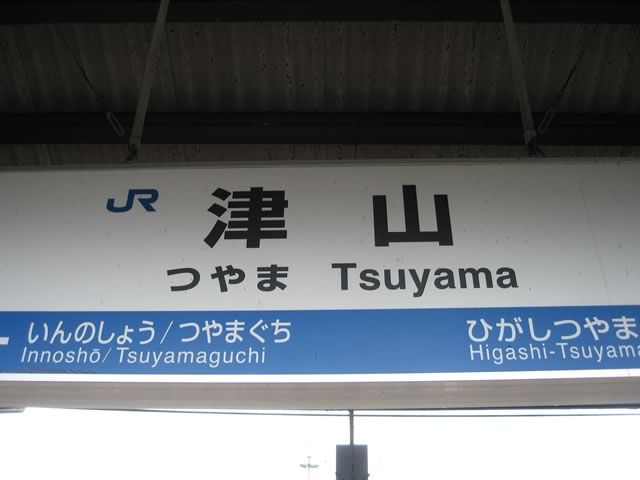 JR 津山
つやま Tsuyama
いんのしょう/つやまぐち ひがしつやま
Innoshō/Tsuyamaguchi Higashi-Tsuyama